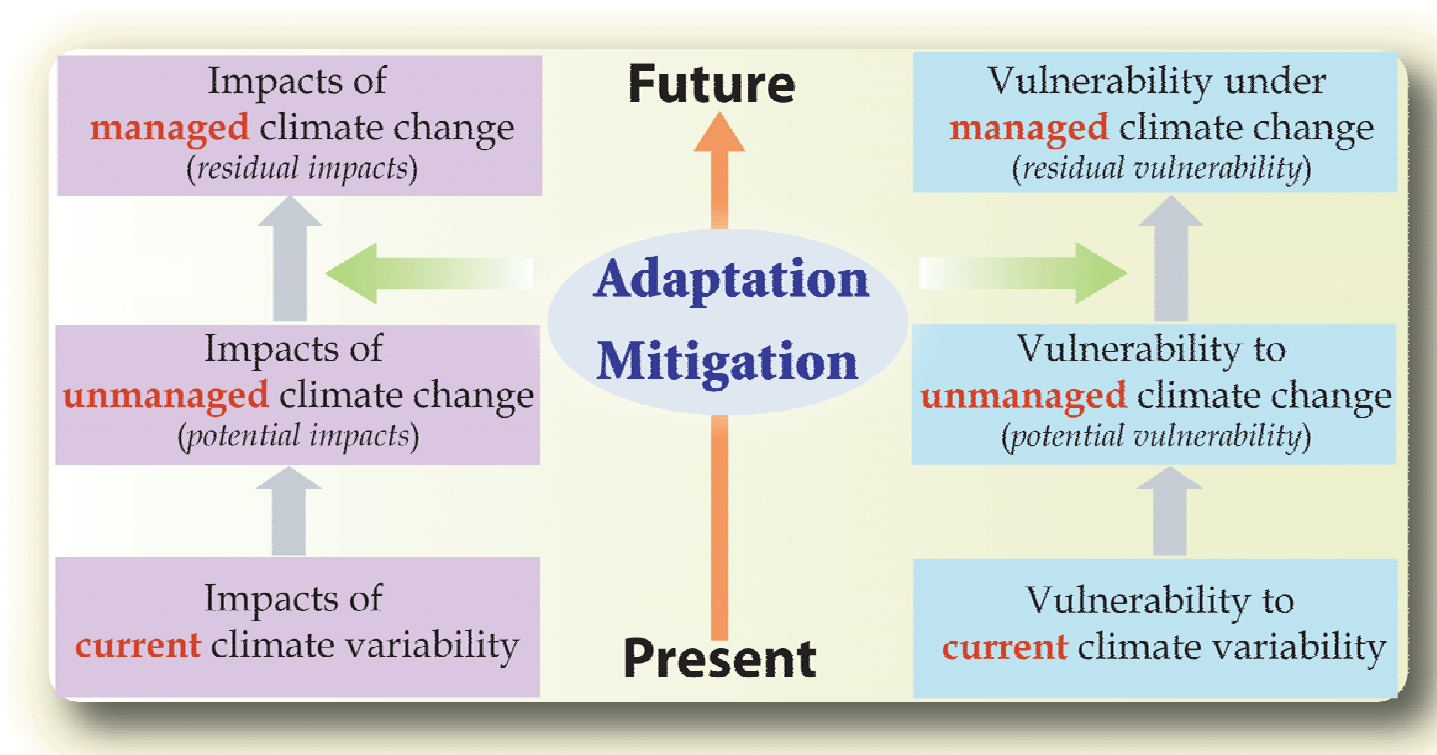 Impacts of
managed climate change
(residual impacts)
Impacts of
unmanaged climate change
(potential impacts)
Impacts of
current climate variability
Future
Adaptation
Mitigation
Present
Vulnerability under
managed climate change
(residual vulnerability)
Vulnerability to
unmanaged climate change
(potential vulnerability)
Vulnerability to
current climate variability